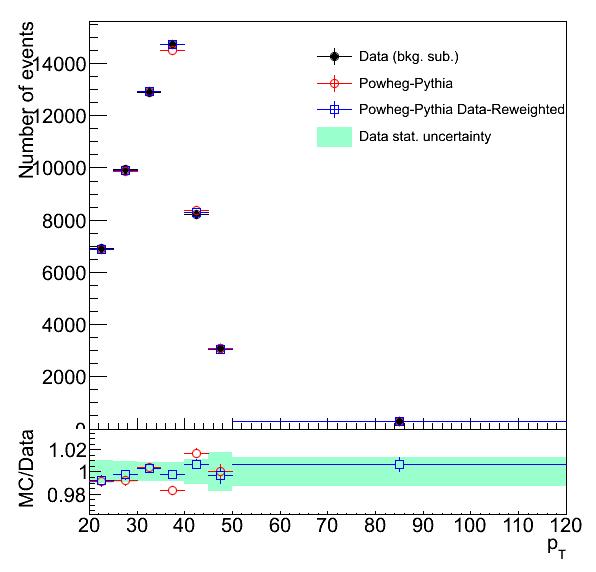 Number of events
14000
12000
10000
8000
6000
4000
2000
0
Data (bkg. sub.)
Powheg-Pythia
Powheg-Pythia Data-Reweighted
Data stat. uncertainty
MC/Data
1.02
1
0.98
20 30 40 50 60 70 80 90 100 110 120
pT